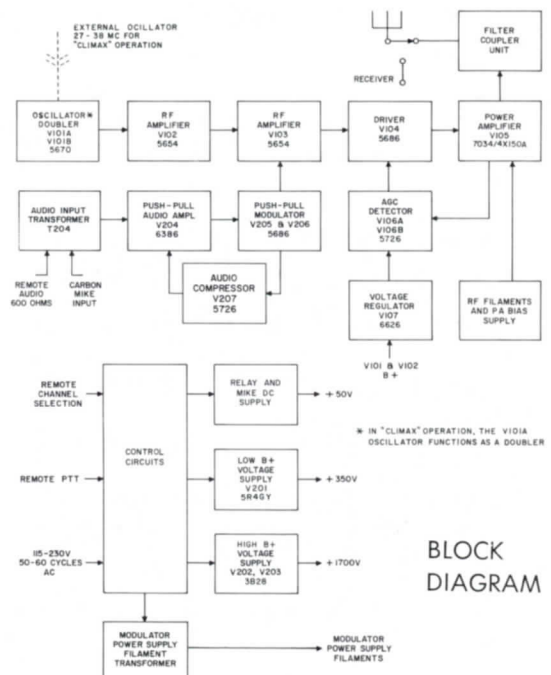 EXTERNAL OCILLATOR
27-38 MC FOR
"CLIMAX" OPERATION
FILTER
COUPLER
UNIT
RECEIVER
OSCILLATOR*
DOUBLER
V101A
V101B
5670
RF
AMPLIFIER
V102
5654
RF
AMPLIFIER
V103
5654
DRIVER
V104
5686
POWER
AMPLIFIER
V105
7034/4X150A
AUDIO INPUT
TRANSFORMER
T204
PUSH-PULL
AUDIO AMPL
V204
6386
PUSH-PULL
MODULATOR
V205 & V206
5686
AGC
DETECTOR
V106A
V106B
5726
REMOTE
AUDIO
600 OHMS
CARBON
MIKE
INPUT
AUDIO
COMPRESSOR
V207
5726
VOLTAGE
REGULATOR
V107
6626
RF FILAMENTS
AND PA BIAS
SUPPLY
V101 & V102
B+
REMOTE
CHANNEL
SELECTION
CONTROL
CIRCUITS
RELAY AND
MIKE DC
SUPPLY
+50V
* IN "CLIMAX" OPERATION, THE V101A
OSCILLATOR FUNCTIONS AS A DOUBLER
REMOTE PTT
LOW B+
VOLTAGE
SUPPLY
V201
5R4GY
+350V
115-230V
50-60 CYCLES
AC
HIGH B+
VOLTAGE
SUPPLY
V202, V203
3B28
+1700V
BLOCK
DIAGRAM
MODULATOR
POWER SUPPLY
FILAMENT
TRANSFORMER
MODULATOR
POWER SUPPLY
FILAMENTS